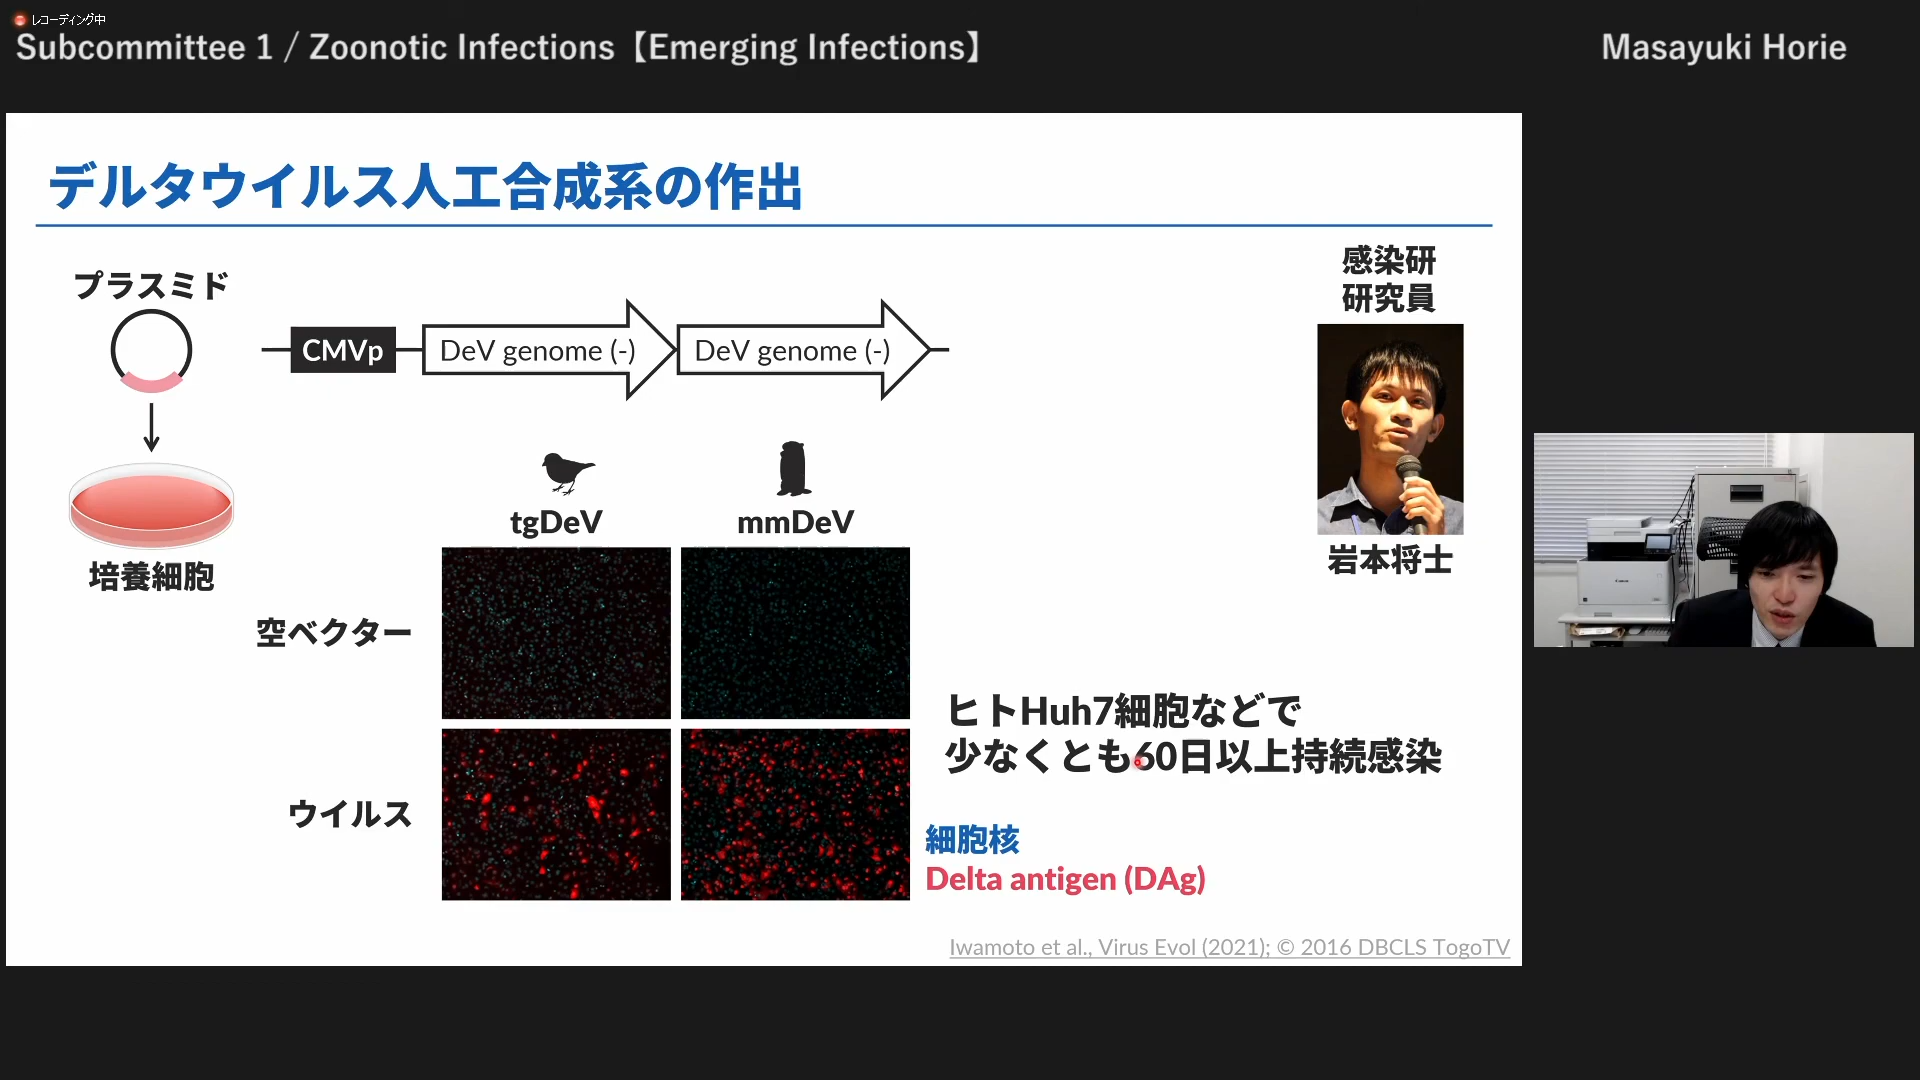 レコーディング中
Subcommittee 1 / Zoonotic Infections【Emerging Infections】
Masayuki Horie
デルタウイルス人工合成系の作出
プラスミド
CMVp
DeV genome (-)
DeV genome (-)
感染研
研究員
岩本将士
培養細胞
tgDeV
mmDeV
空ベクター
ウイルス
ヒトHuh7細胞などで
少なくとも60日以上持続感染
細胞核
Delta antigen (DAg)
Iwamoto et al., Virus Evol (2021); © 2016 DBCLS TogoTV
Canon